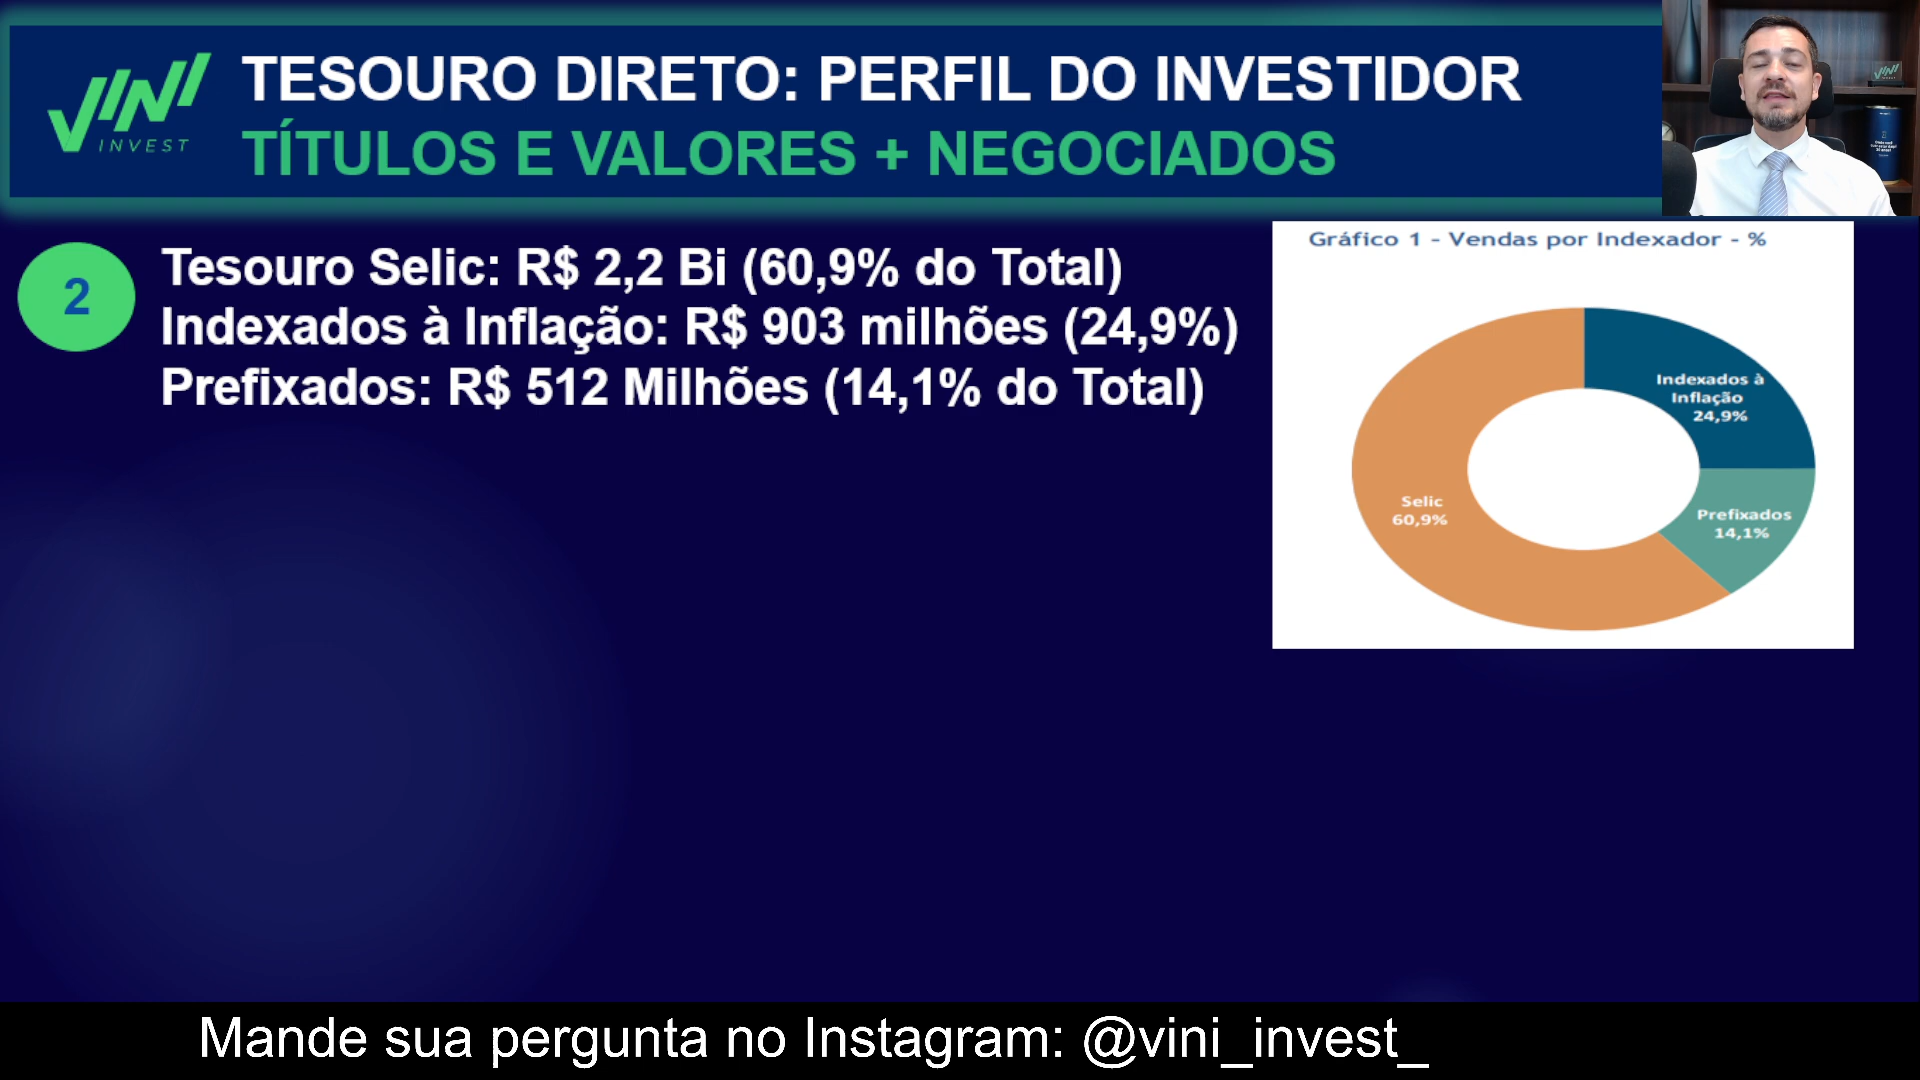 VINI
INVEST
TESOURO DIRETO: PERFIL DO INVESTIDOR
TÍTULOS E VALORES + NEGOCIADOS
2
Tesouro Selic: R$ 2,2 Bi (60,9% do Total)
Indexados à Inflação: R$ 903 milhões (24,9%)
Prefixados: R$ 512 Milhões (14,1% do Total)
Gráfico 1 - Vendas por Indexador - %
Indexados à
Inflação
24,9%
Selic
60,9%
Prefixados
14,1%
Mande sua pergunta no Instagram: @vini_invest_